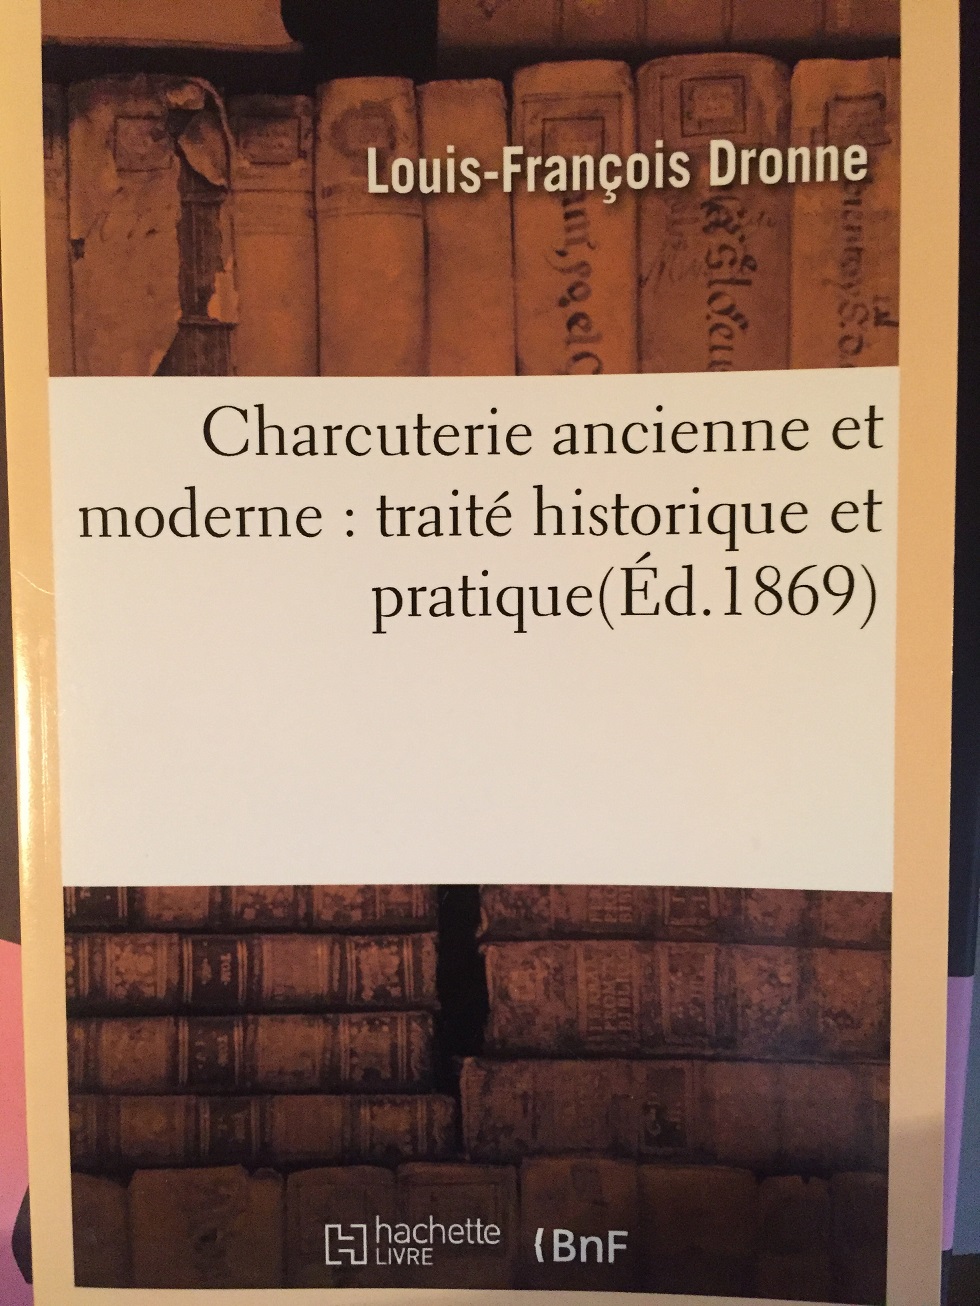 Louis-François Dronne
Charcuterie ancienne et
moderne : traité historique et
pratique(Éd.1869)
hachette
LIVRE
BnF